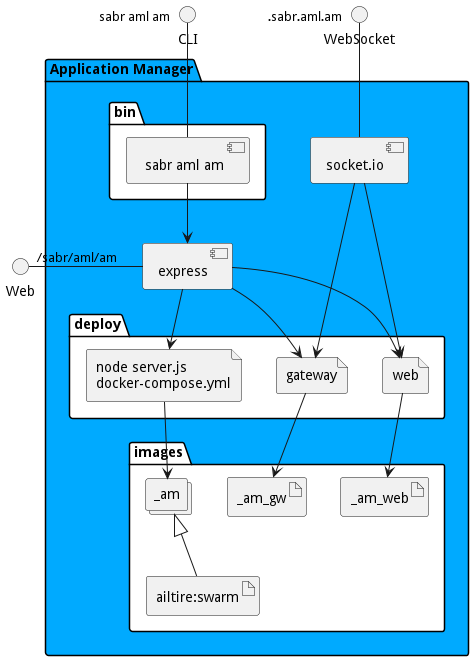 sabr aml am
.sabr.aml.am
CLI
WebSocket
Application Manager
bin
sabr aml am
socket.io
/sabr/aml/am
express
Web
deploy
node server.js
docker-compose.yml
gateway
web
images
_am
_am_gw
_am_web
ailtire:swarm